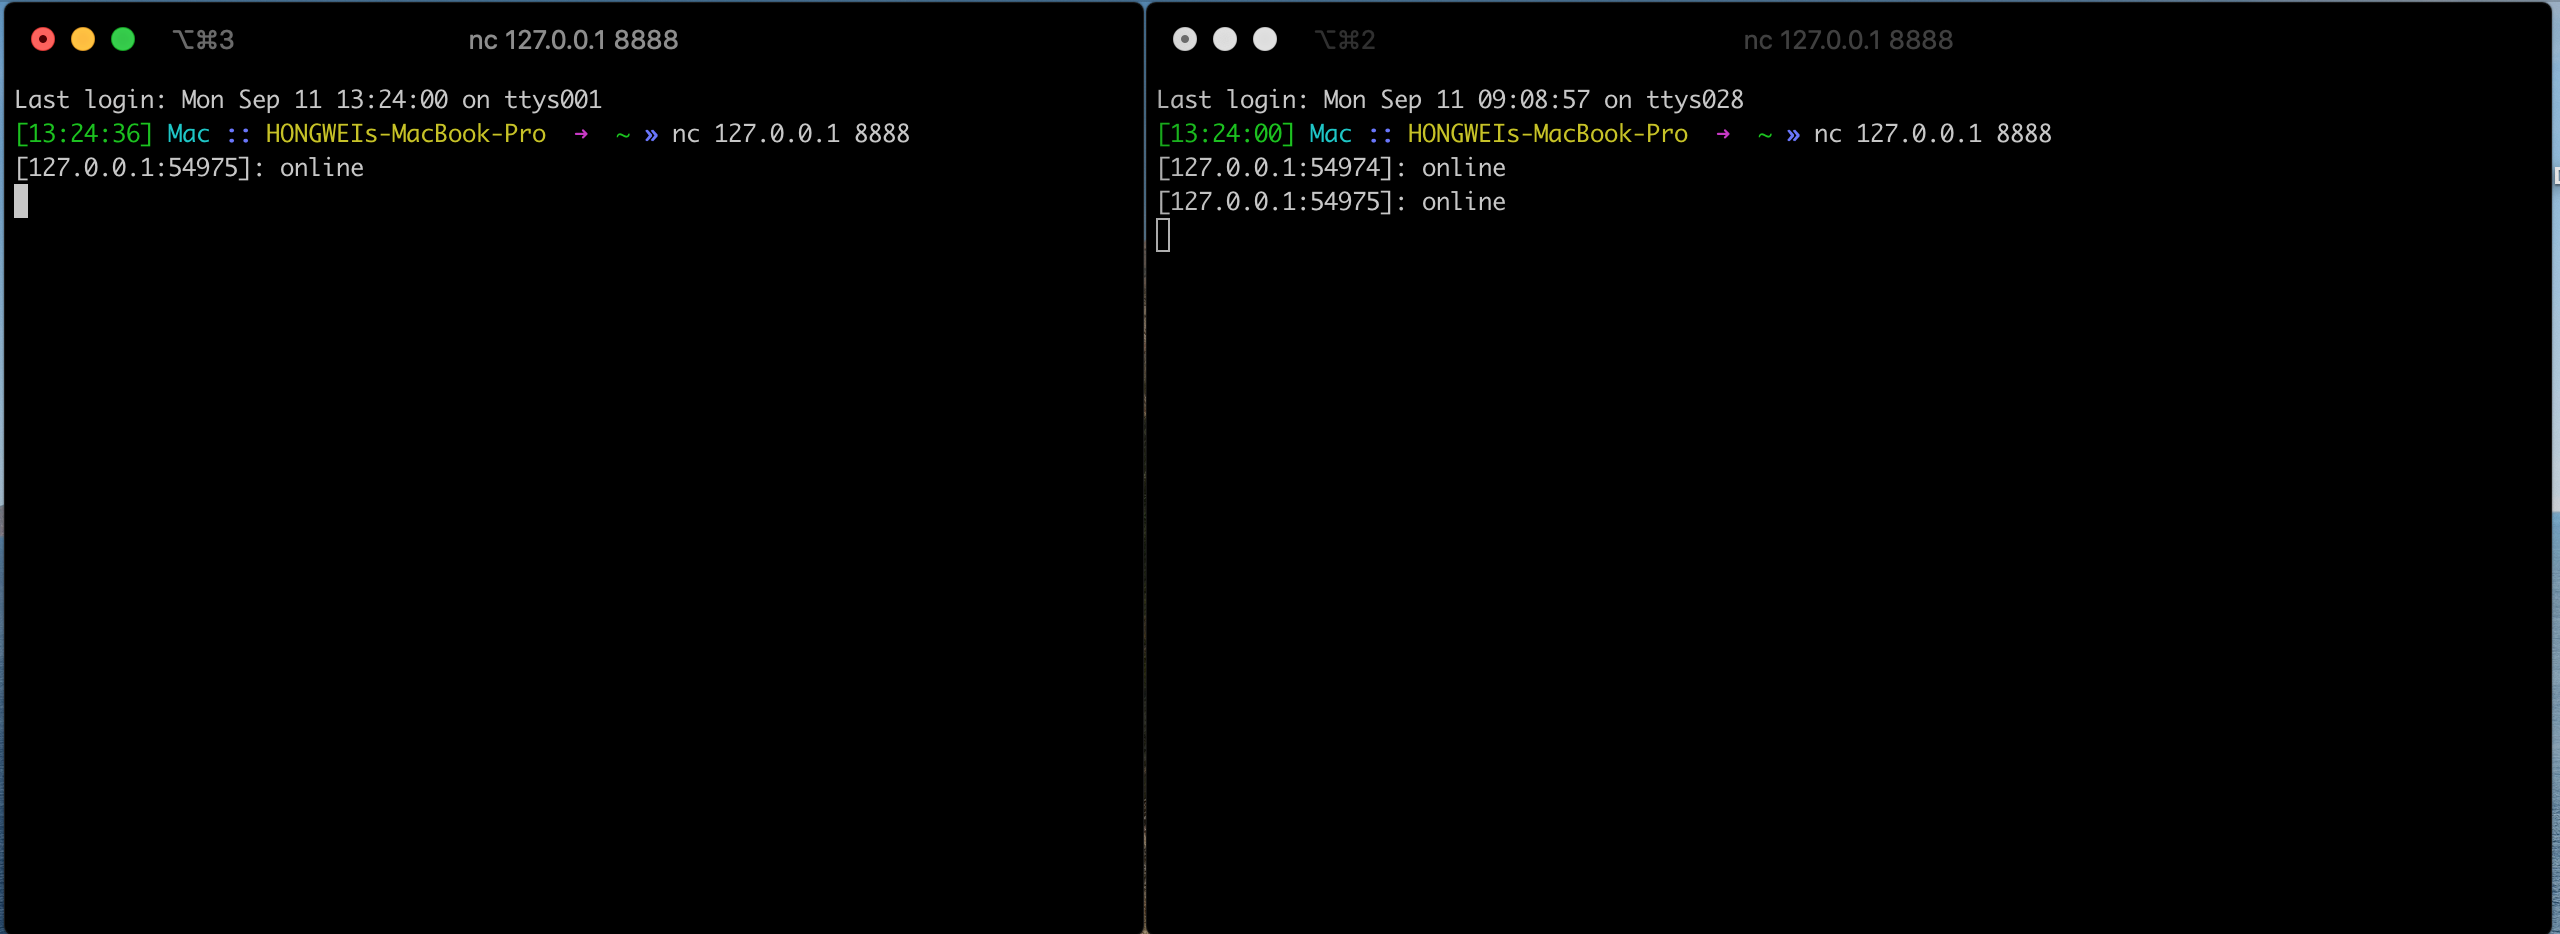 ⌥⌘3
nc 127.0.0.1 8888
Last login: Mon Sep 11 13:24:00 on ttys001
[13:24:36] Mac :: HONGWEIs-MacBook-Pro ➜ ~ » nc 127.0.0.1 8888
[127.0.0.1:54975]: online
⌥⌘2
nc 127.0.0.1 8888
Last login: Mon Sep 11 09:08:57 on ttys028
[13:24:00] Mac :: HONGWEIs-MacBook-Pro ➜ ~ » nc 127.0.0.1 8888
[127.0.0.1:54974]: online
[127.0.0.1:54975]: online